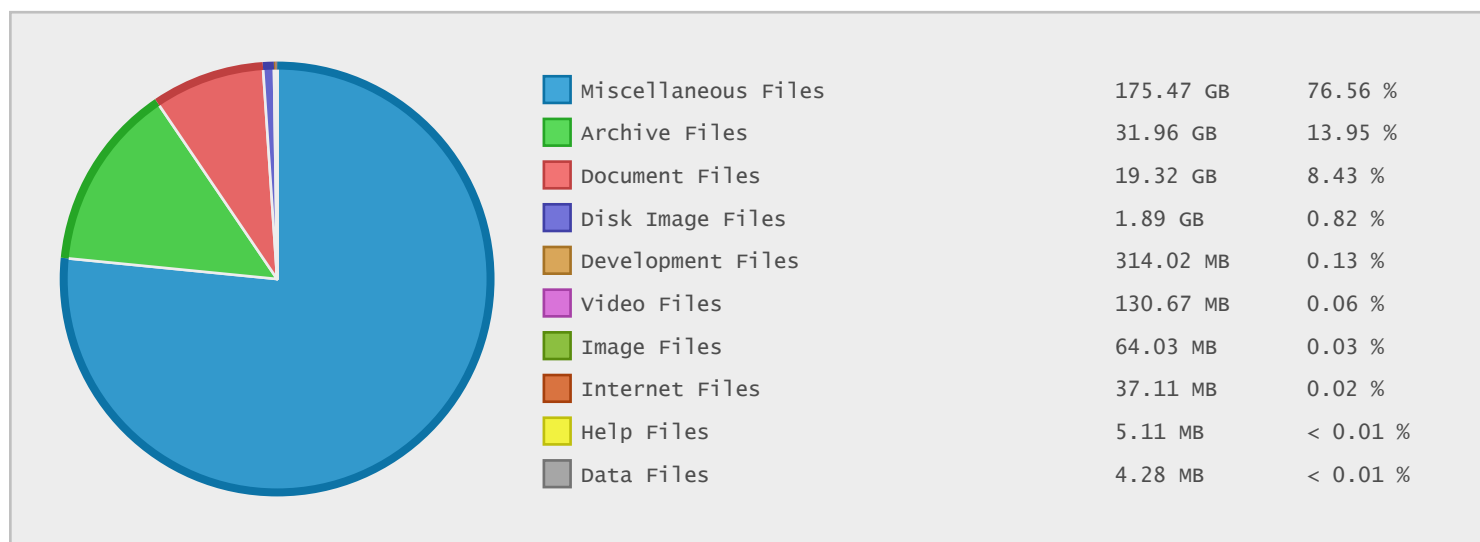 Miscellaneous Files 175.47 GB 76.56 %
Archive Files 31.96 GB 13.95 %
Document Files 19.32 GB 8.43 %
Disk Image Files 1.89 GB 0.82 %
Development Files 314.02 MB 0.13 %
Video Files 130.67 MB 0.06 %
Image Files 64.03 MB 0.03 %
Internet Files 37.11 MB 0.02 %
Help Files 5.11 MB < 0.01 %
Data Files 4.28 MB < 0.01 %